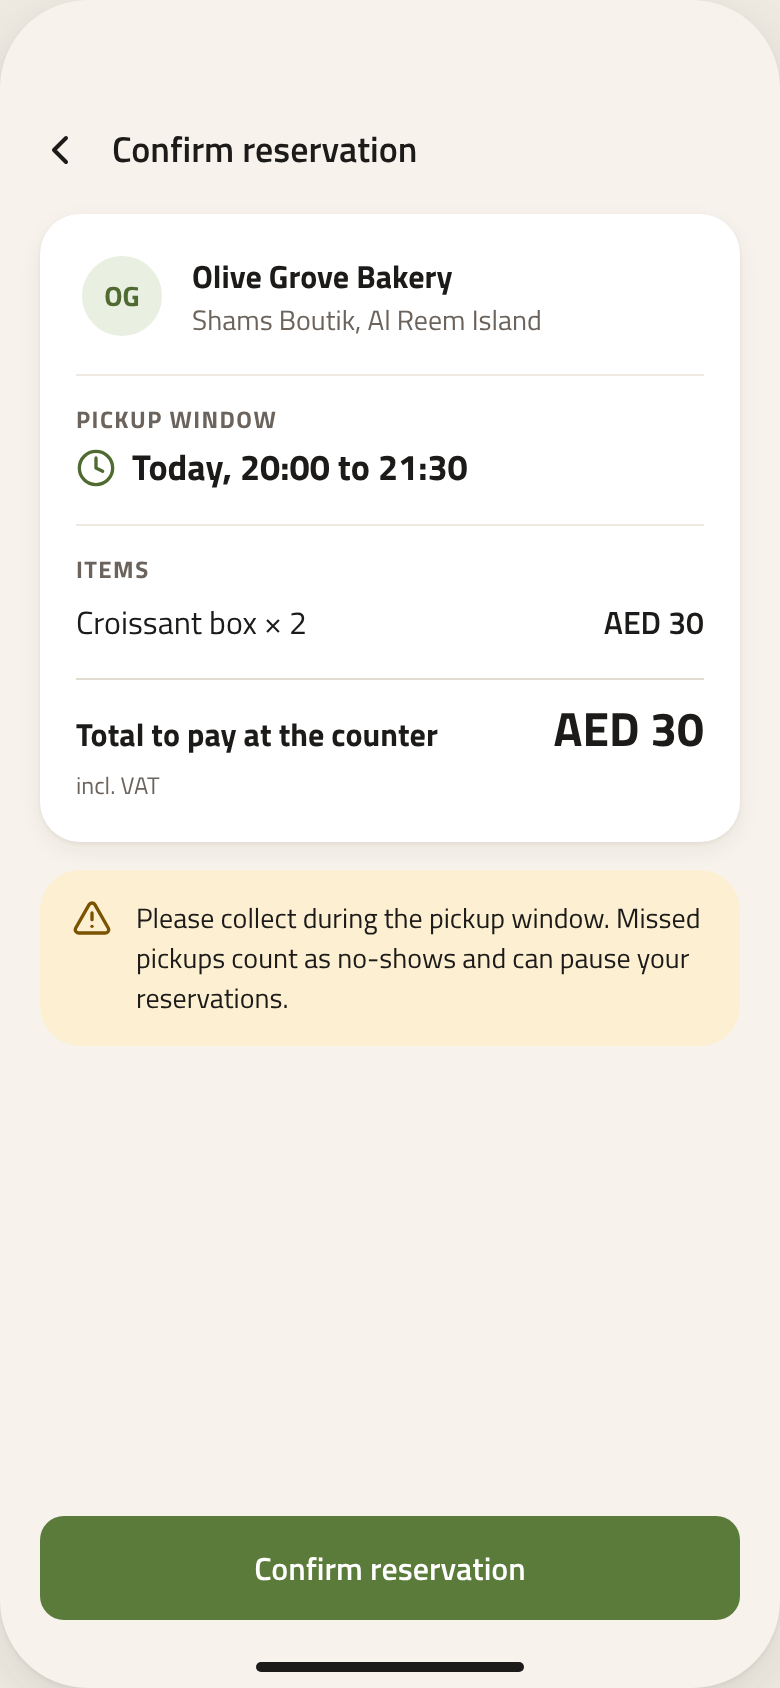 Confirm reservation
OG
Olive Grove Bakery
Shams Boutik, Al Reem Island
PICKUP WINDOW
Today, 20:00 to 21:30
ITEMS
Croissant box × 2
AED 30
Total to pay at the counter
AED 30
incl. VAT
Please collect during the pickup window. Missed
pickups count as no-shows and can pause your
reservations.
Confirm reservation